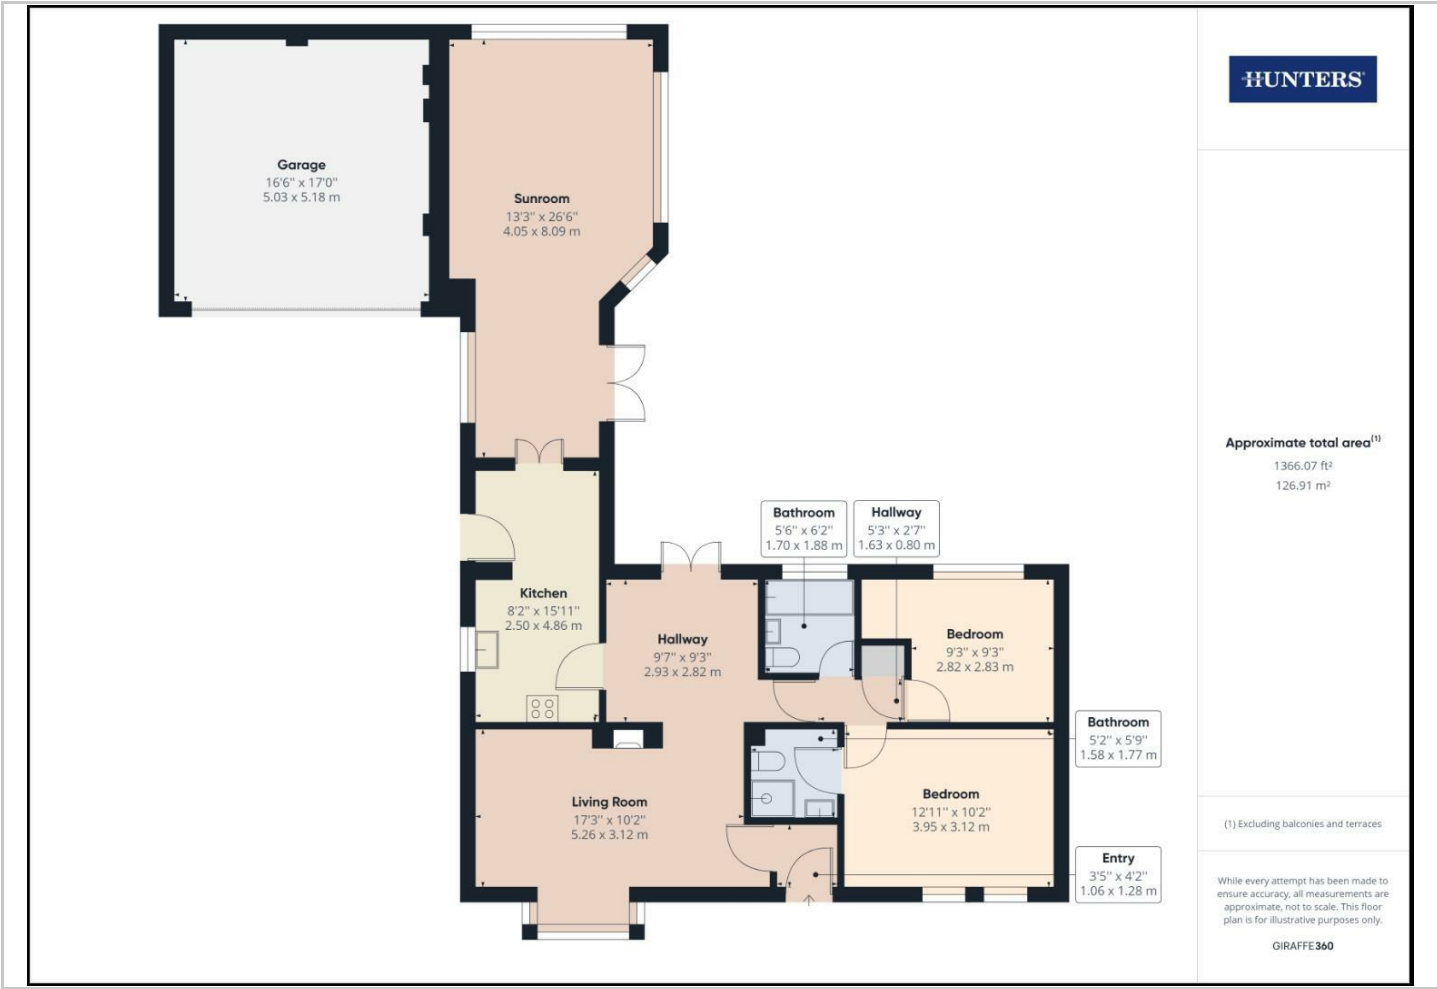 Garage
16'6" x 17'0"
5.03 x 5.18 m
Sunroom
13'3" x 26'6"
4.05 x 8.09 m
Bathroom
5'6" x 6'2"
1.70 x 1.88 m
Hallway
5'3" x 2'7"
1.63 x 0.80 m
Kitchen
8'2" x 15'11"
2.50 x 4.86 m
Hallway
9'7" x 9'3"
2.93 x 2.82 m
Bedroom
9'3" x 9'3"
2.82 x 2.83 m
Bathroom
5'2" x 5'9"
1.58 x 1.77 m
Living Room
17'3" x 10'2"
5.26 x 3.12 m
Bedroom
12'11" x 10'2"
3.95 x 3.12 m
Entry
3'5" x 4'2"
1.06 x 1.28 m
HUNTERS
Approximate total area(1)
1366.07 ft²
126.91 m²
(1) Excluding balconies and terraces
While every attempt has been made to
ensure accuracy, all measurements are
approximate, not to scale. This floor
plan is for illustrative purposes only.
GIRAFFE360